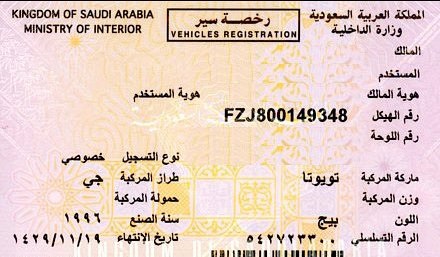 KINGDOM OF SAUDI ARABIA
MINISTRY OF INTERIOR
رخصة سير
VEHICLES REGISTRATION
المملكة العربية السعودية
وزارة الداخلية
المالك
المستخدم
هوية المالك هوية المستخدم
رقم الهيكل FZJ800149348
رقم اللوحة
نوع التسجيل خصوصي
ماركة المركبة تويوتا طراز المركبة جي
وزن المركبة حمولة المركبة
اللون بيج سنة الصنع ١٩٩٦
الرقم التسلسلي ٥٤٢٧٢٣٣٠٠ تاريخ الإنتهاء ١٤٢٩/١١/١٩